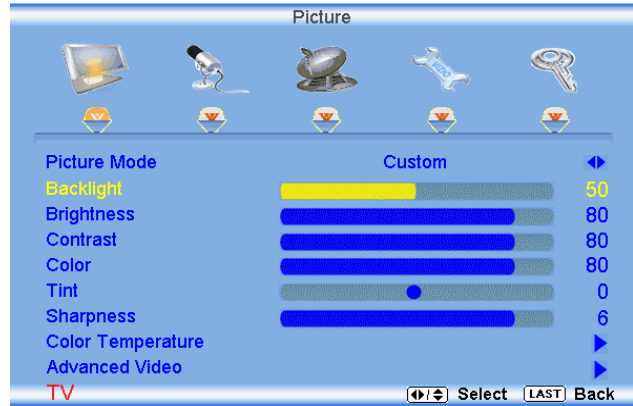 Picture
VIZIO
Picture Mode Custom
Backlight 50
Brightness 80
Contrast 80
Color 80
Tint 0
Sharpness 6
Color Temperature
Advanced Video
TV Select LAST Back